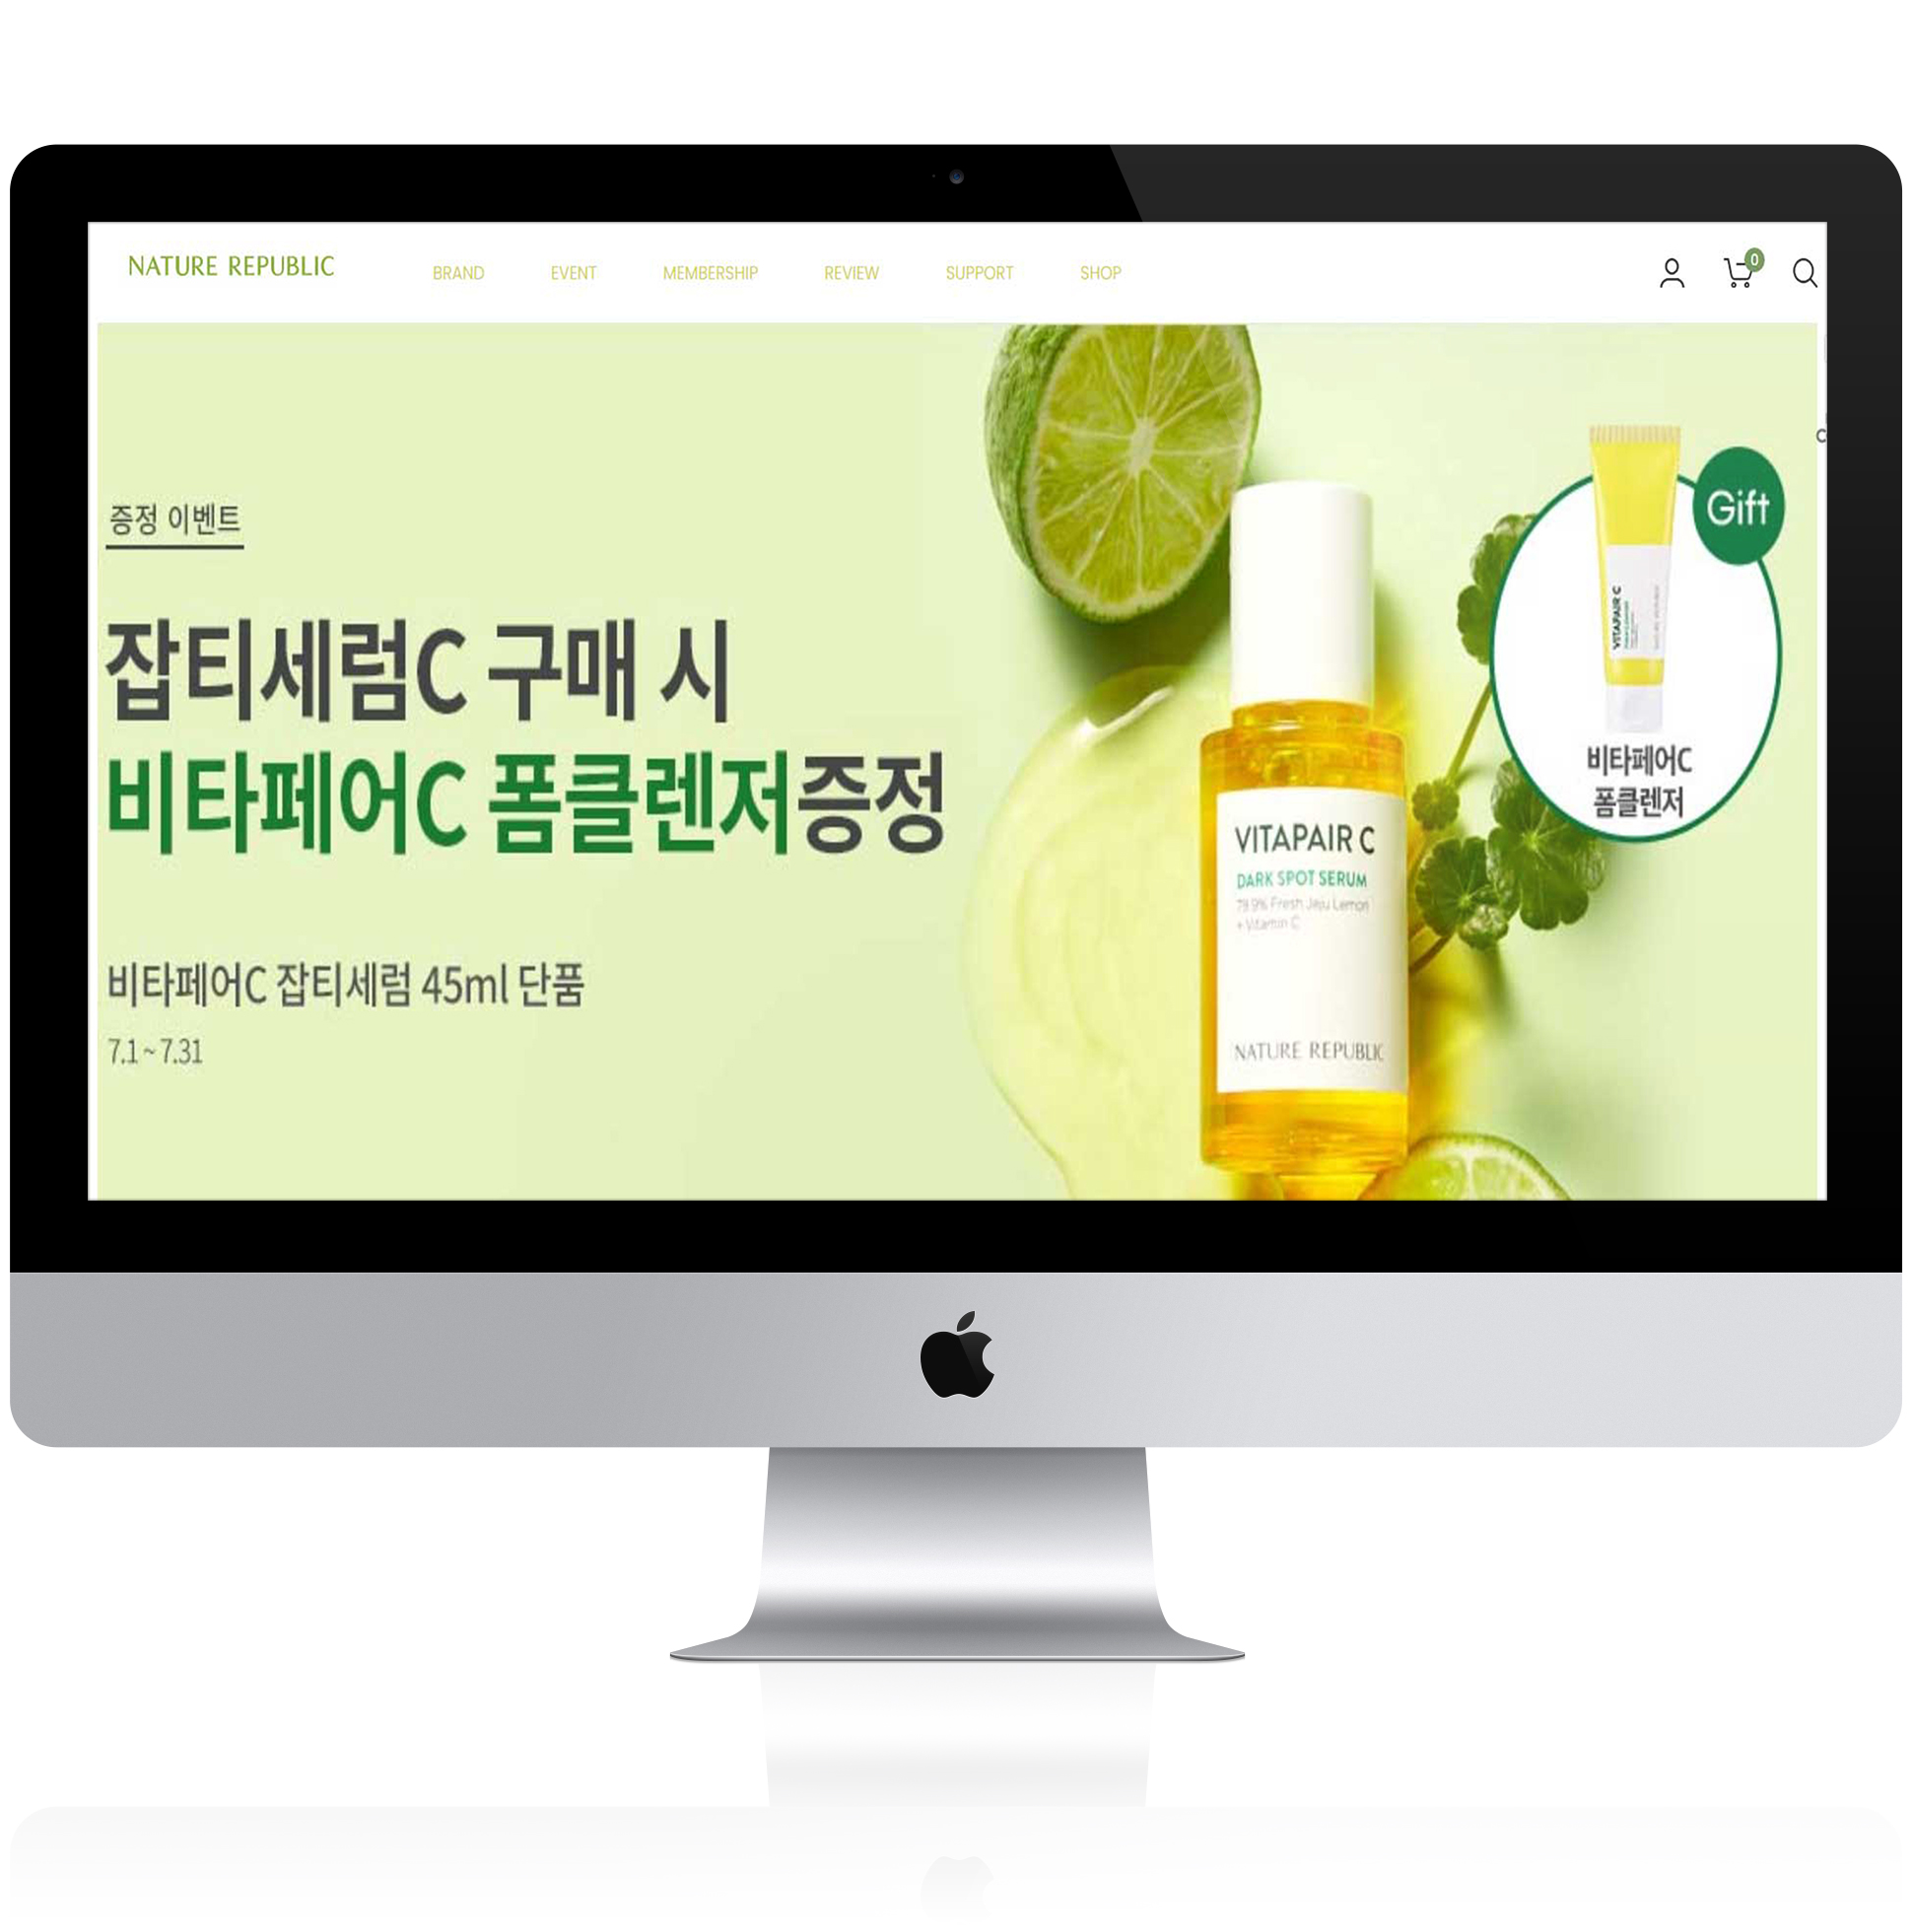 NATURE REPUBLIC
BRAND EVENT MEMBERSHIP REVIEW SUPPORT SHOP
0
증정 이벤트
잡티세럼C 구매 시
비타페어C 폼클렌저증정
비타페어C 잡티세럼 45ml 단품
7.1 ~ 7.31
VITAPAIR C
DARK SPOT SERUM
79.9% Fresh Jeju Lemon
+ Vitamin C
NATURE REPUBLIC
Gift
VITAPAIR C
비타페어C
폼클렌저